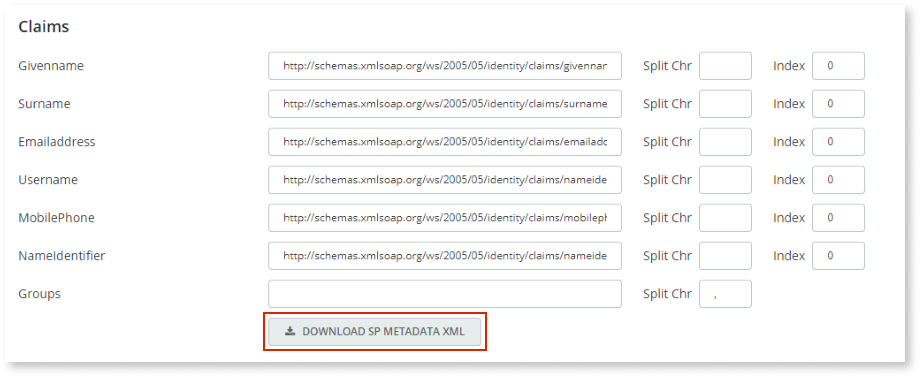 Claims
Givenname http://schemas.xmlsoap.org/ws/2005/05/identity/claims/givennar Split Chr Index 0
Surname http://schemas.xmlsoap.org/ws/2005/05/identity/claims/surname Split Chr Index 0
Emailaddress http://schemas.xmlsoap.org/ws/2005/05/identity/claims/emailadc Split Chr Index 0
Username http://schemas.xmlsoap.org/ws/2005/05/identity/claims/nameide Split Chr Index 0
MobilePhone http://schemas.xmlsoap.org/ws/2005/05/identity/claims/mobileph Split Chr Index 0
NameIdentifier http://schemas.xmlsoap.org/ws/2005/05/identity/claims/nameide Split Chr Index 0
Groups Split Chr ,
DOWNLOAD SP METADATA XML